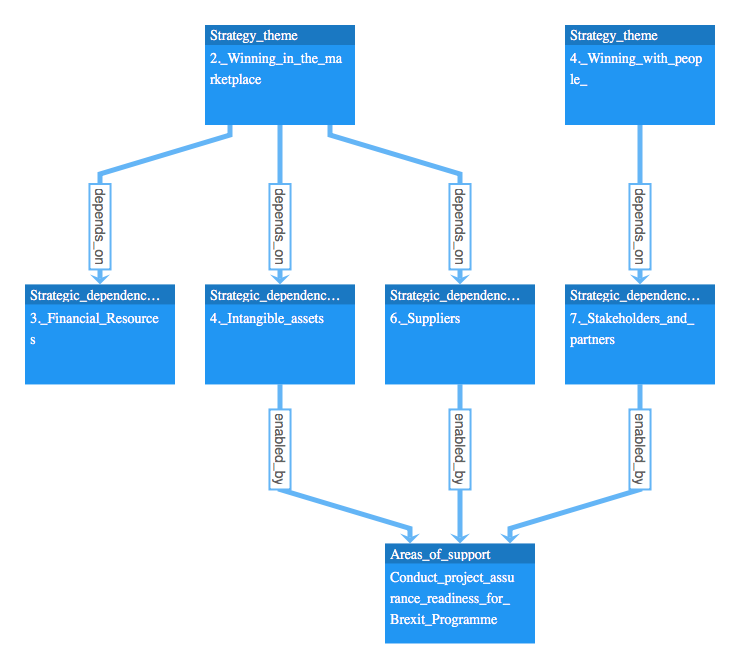 Strategy_theme
2._Winning_in_the_ma
rketplace
Strategy_theme
4._Winning_with_peop
le_
depends_on
depends_on
depends_on
depends_on
Strategic_dependenc...
3._Financial_Resource
s
Strategic_dependenc...
4._Intangible_assets
Strategic_dependenc...
6._Suppliers
Strategic_dependenc...
7._Stakeholders_and_
partners
enabled_by
enabled_by
enabled_by
Areas_of_support
Conduct_project_assu
rance_readiness_for_
Brexit_Programme